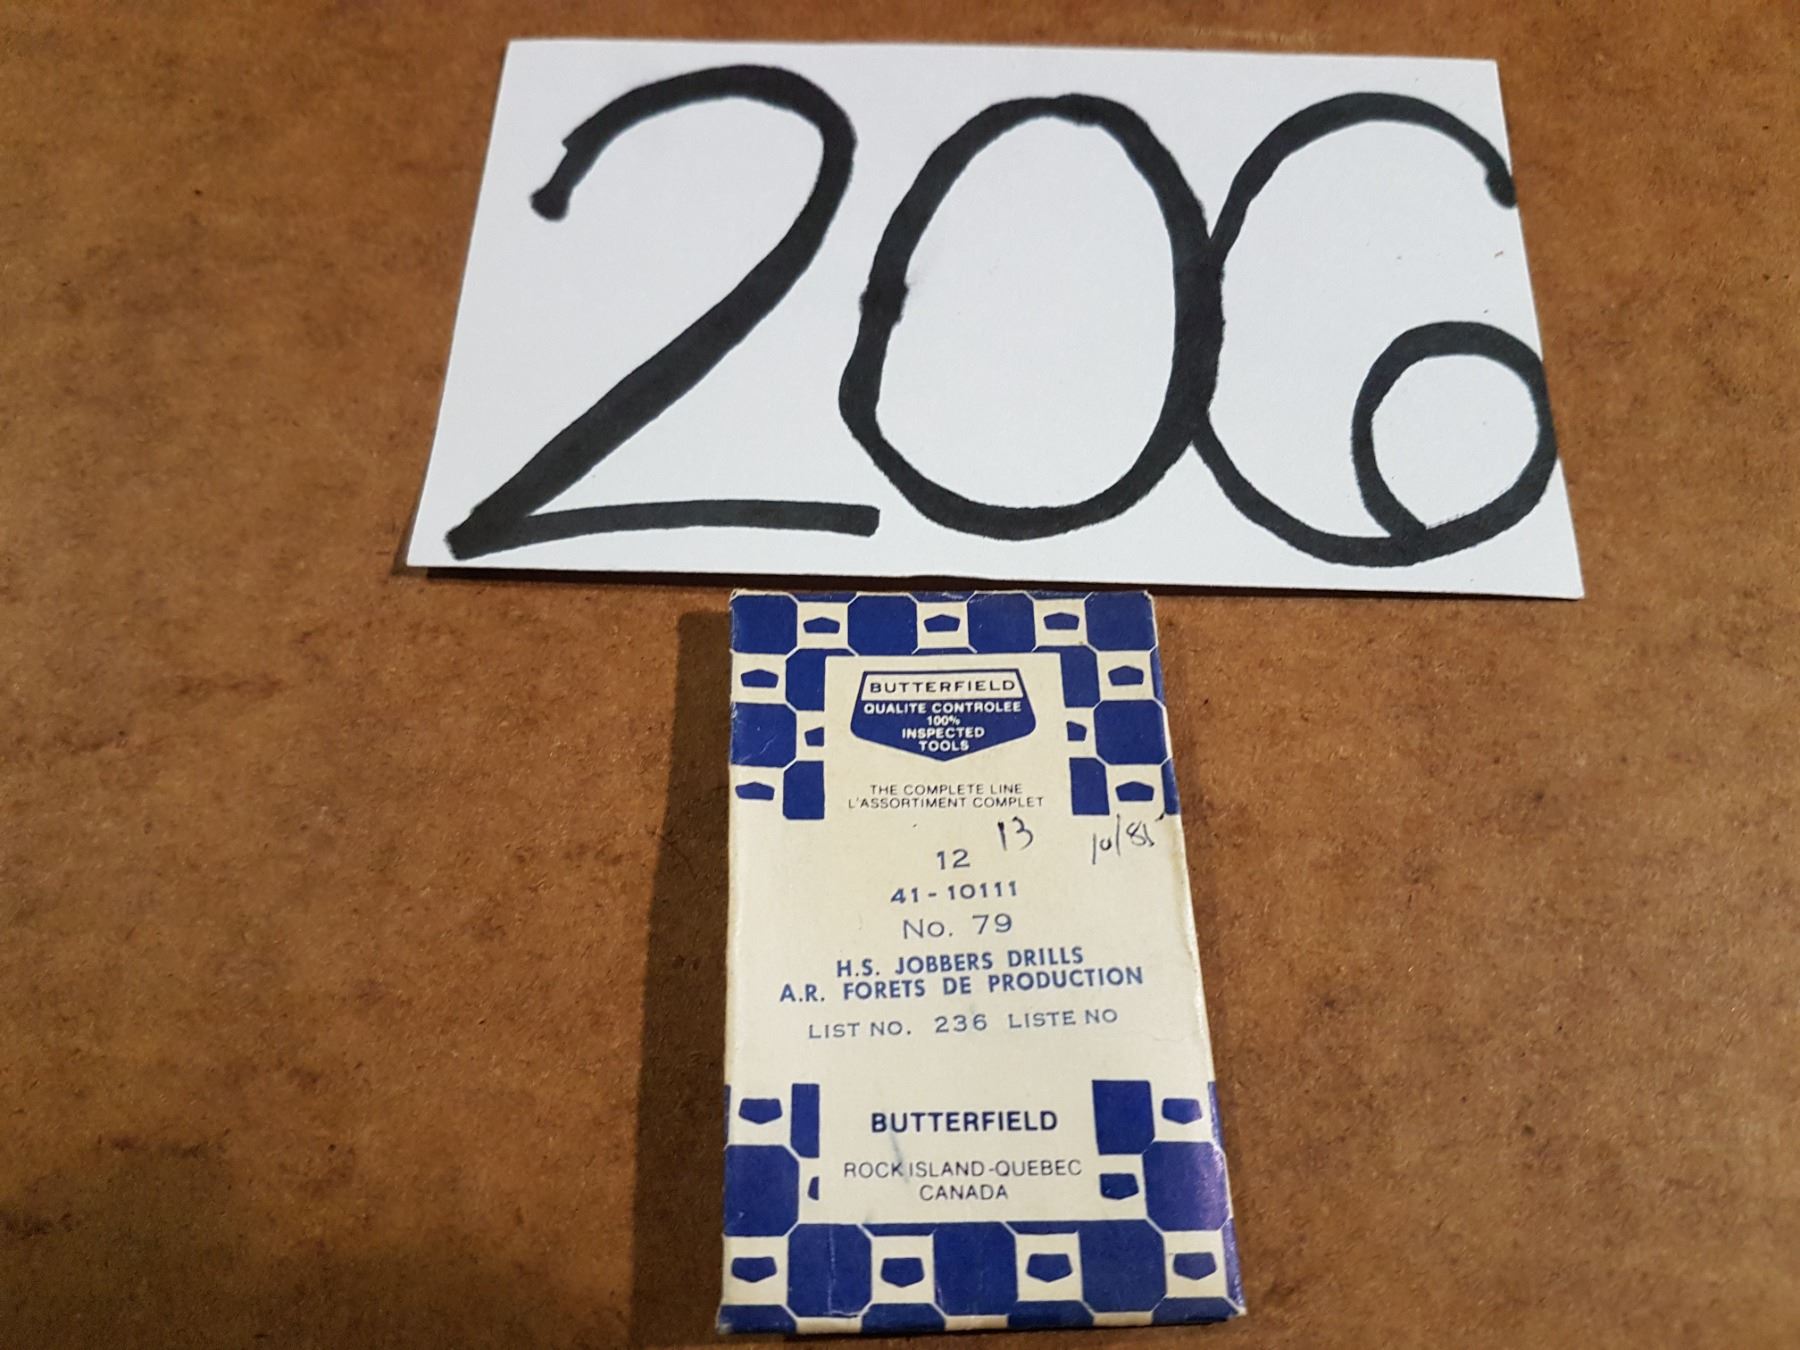 206
BUTTERFIELD
QUALITE CONTROLEE
100%
INSPECTED
TOOLS
THE COMPLETE LINE
L'ASSORTIMENT COMPLET
13
10/85
12
41-10111
No. 79
H.S. JOBBERS DRILLS
A.R. FORETS DE PRODUCTION
LIST NO. 236 LISTE NO
BUTTERFIELD
ROCK ISLAND-QUEBEC
CANADA